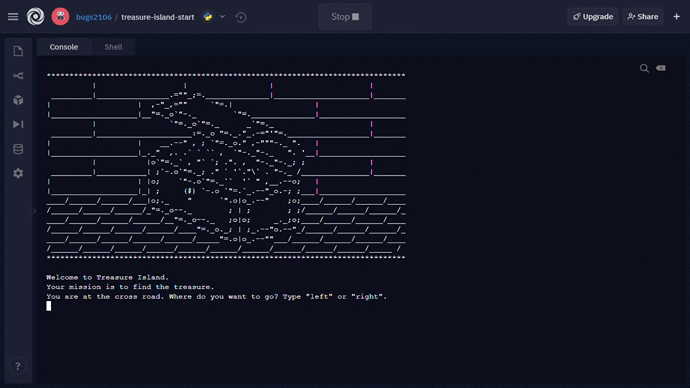 bugs2106 / treasure-island-start
Stop
Upgrade
Share
Console
Shell
Welcome to Treasure Island.
Your mission is to find the treasure.
You are at the cross road. Where do you want to go? Type "left" or "right".
?